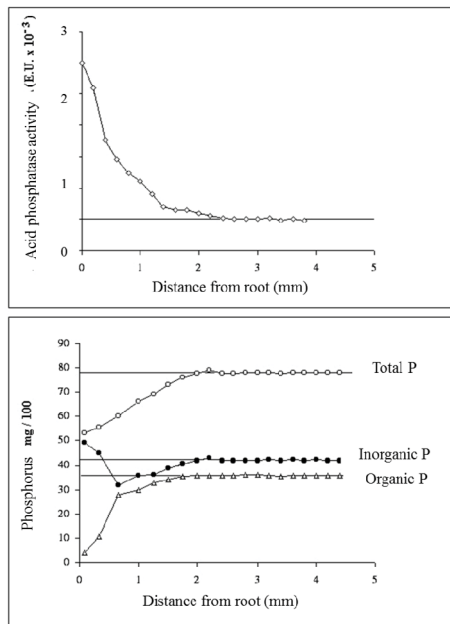 3
2
1
0
Acid phosphatase activity .(E.U. x 10⁻³)
0 1 2 3 4 5
Distance from root (mm)
90
80
70
60
50
40
30
20
10
0
Phosphorus mg / 100
Total P
Inorganic P
Organic P
0 1 2 3 4 5
Distance from root (mm)